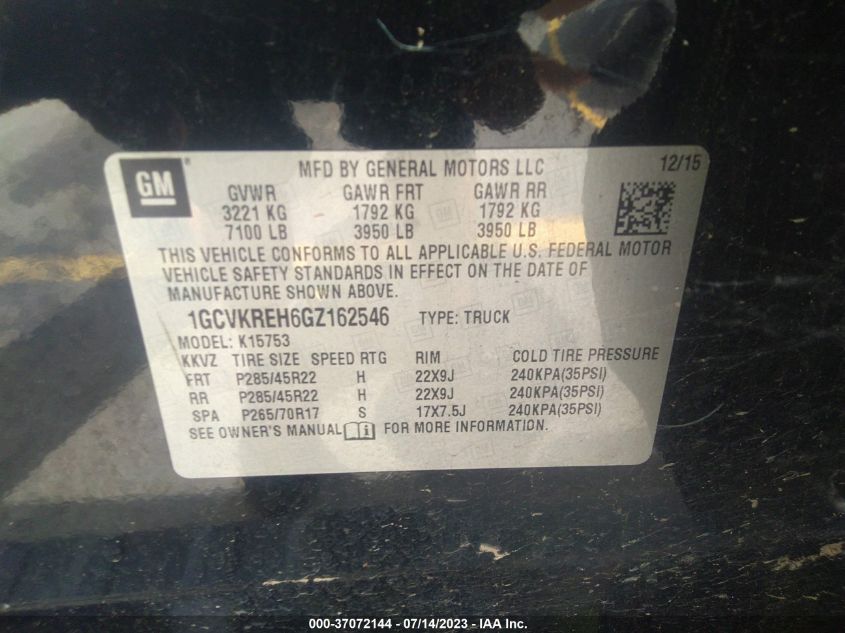 GM
MFD BY GENERAL MOTORS LLC 12/15
GVWR GAWR FRT GAWR RR
3221 KG 1792 KG 1792 KG
7100 LB 3950 LB 3950 LB
THIS VEHICLE CONFORMS TO ALL APPLICABLE U.S. FEDERAL MOTOR
VEHICLE SAFETY STANDARDS IN EFFECT ON THE DATE OF
MANUFACTURE SHOWN ABOVE.
1GCVKREH6GZ162546 TYPE: TRUCK
MODEL: K15753
KKVZ TIRE SIZE SPEED RTG RIM COLD TIRE PRESSURE
FRT P285/45R22 H 22X9J 240KPA(35PSI)
RR P285/45R22 H 22X9J 240KPA(35PSI)
SPA P265/70R17 S 17X7.5J 240KPA(35PSI)
SEE OWNER'S MANUAL FOR MORE INFORMATION.
000-37072144 - 07/14/2023 - IAA Inc.